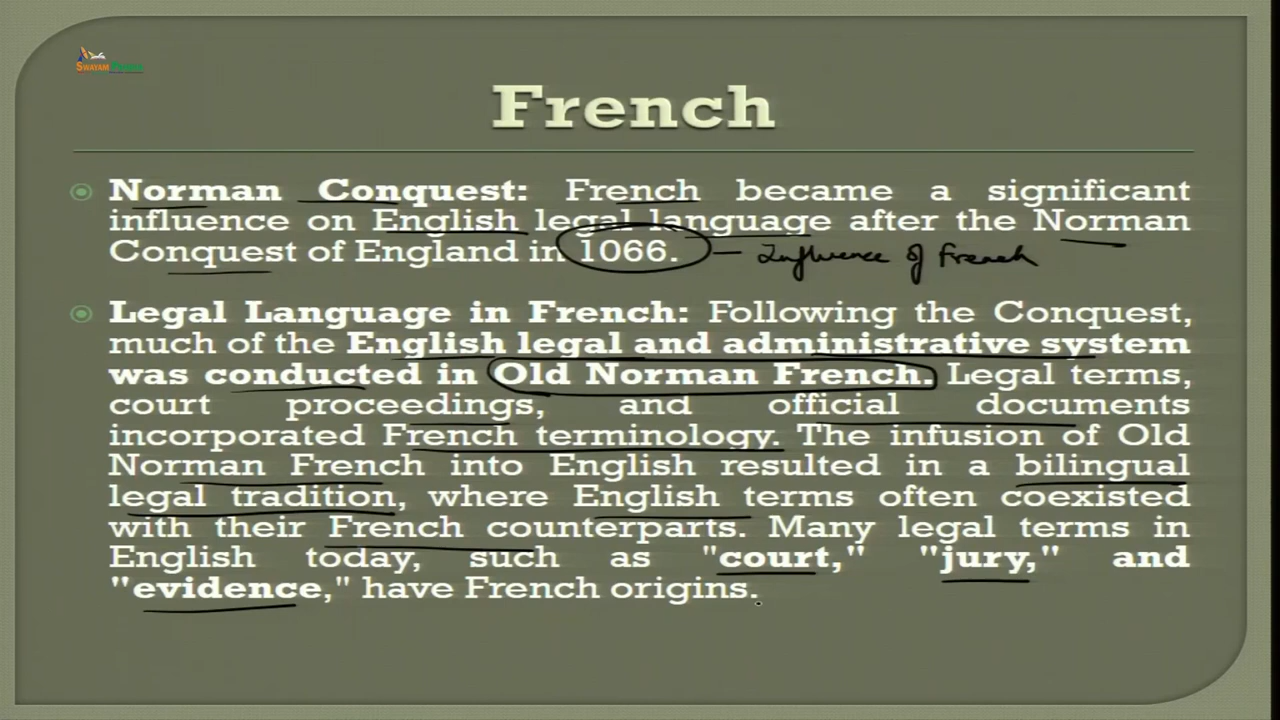 SWAYAM PRABHA
French
Norman Conquest: French became a significant
influence on English legal language after the Norman
Conquest of England in 1066. – Influence of French
Legal Language in French: Following the Conquest,
much of the English legal and administrative system
was conducted in Old Norman French. Legal terms,
court proceedings, and official documents
incorporated French terminology. The infusion of Old
Norman French into English resulted in a bilingual
legal tradition, where English terms often coexisted
with their French counterparts. Many legal terms in
English today, such as "court," "jury," and
"evidence," have French origins.